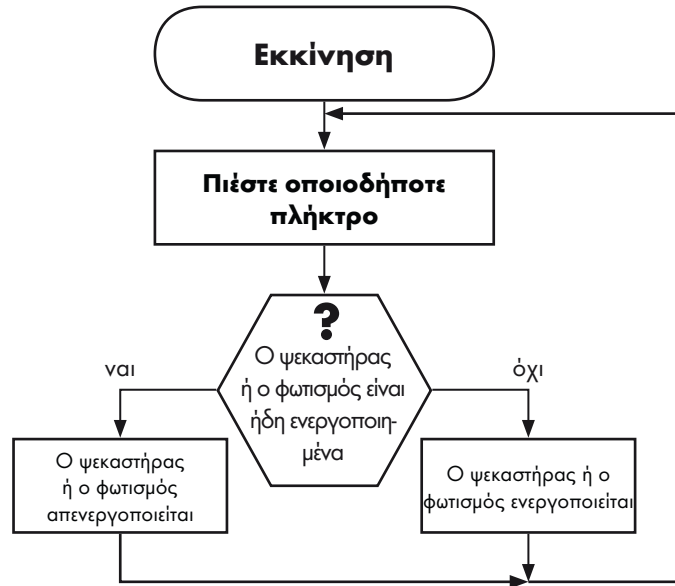 Εκκίνηση
Πιέστε οποιοδήποτε
πλήκτρο
?
Ο ψεκαστήρας
ή ο φωτισμός είναι
ήδη ενεργοποιη-
μένα
ναι
όχι
Ο ψεκαστήρας
ή ο φωτισμός
απενεργοποιείται
Ο ψεκαστήρας ή ο
φωτισμός ενεργοποιείται